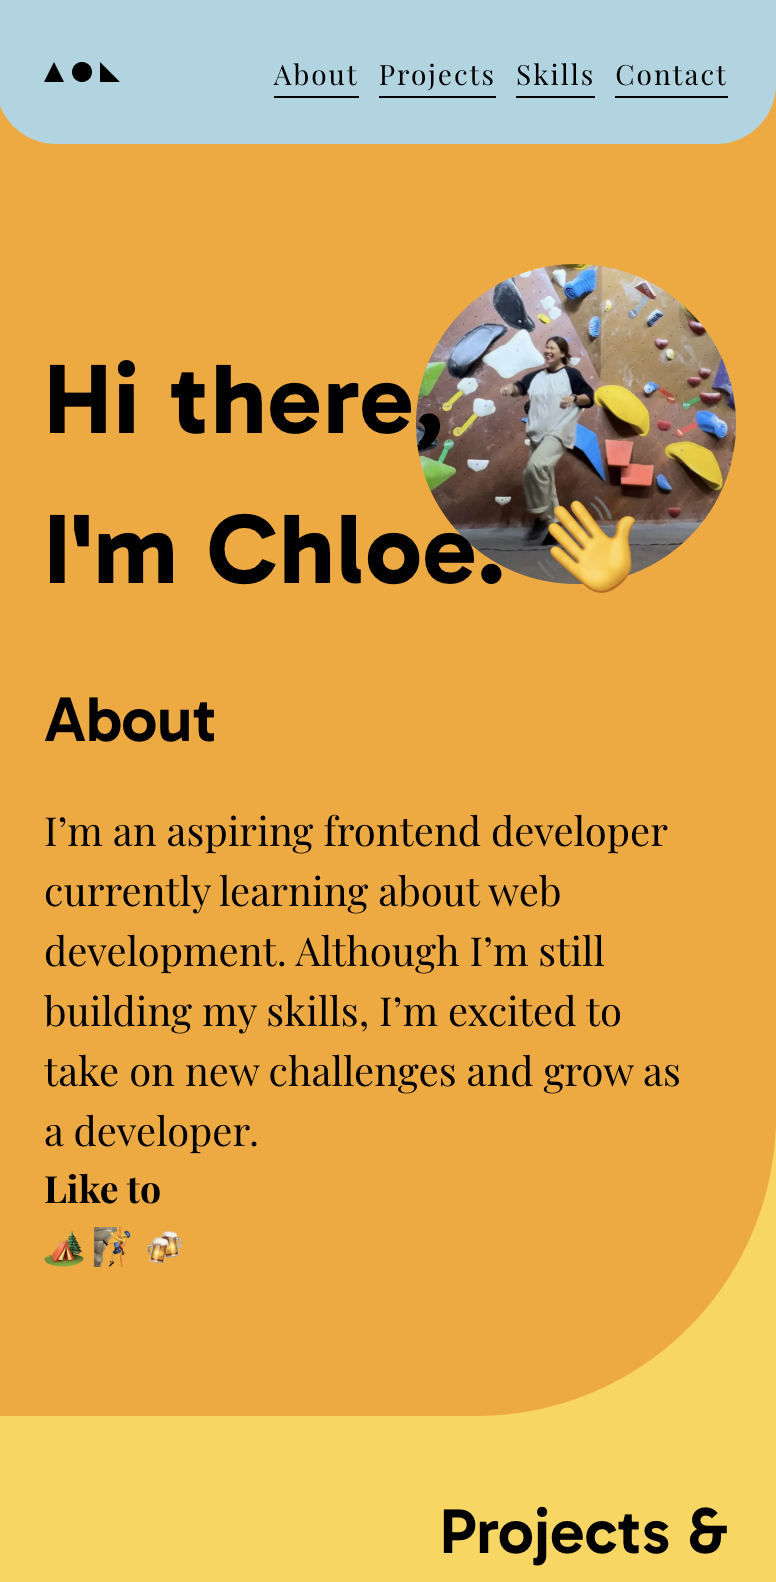 About Projects Skills Contact
Hi there,
I'm Chloe.
About
I’m an aspiring frontend developer
currently learning about web
development. Although I’m still
building my skills, I’m excited to
take on new challenges and grow as
a developer.
Like to
Projects &